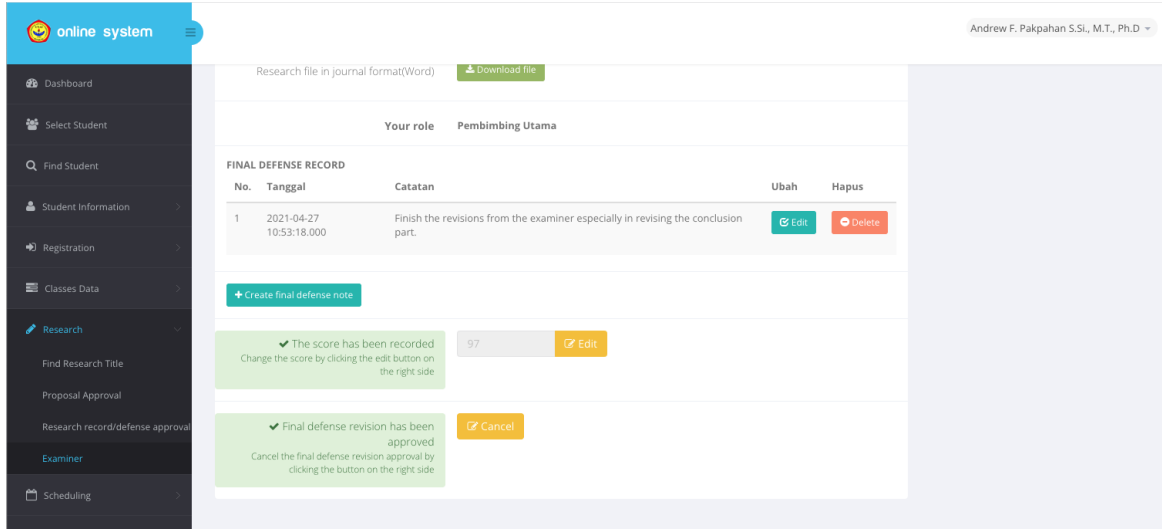 online system
Andrew F. Pakpahan S.Si., M.T., Ph.D
Dashboard
Select Student
Find Student
Student Information
Registration
Classes Data
Research
Find Research Title
Proposal Approval
Research record/defense approval
Examiner
Scheduling
Research file in journal format(Word)
Download file
Your role Pembimbing Utama
FINAL DEFENSE RECORD
No. Tanggal Catatan Ubah Hapus
1 2021-04-27 Finish the revisions from the examiner especially in revising the conclusion Edit Delete
10:53:18.000 part.
Create final defense note
The score has been recorded 97 Edit
Change the score by clicking the edit button on
the right side
Final defense revision has been Cancel
approved
Cancel the final defense revision approval by
clicking the button on the right side